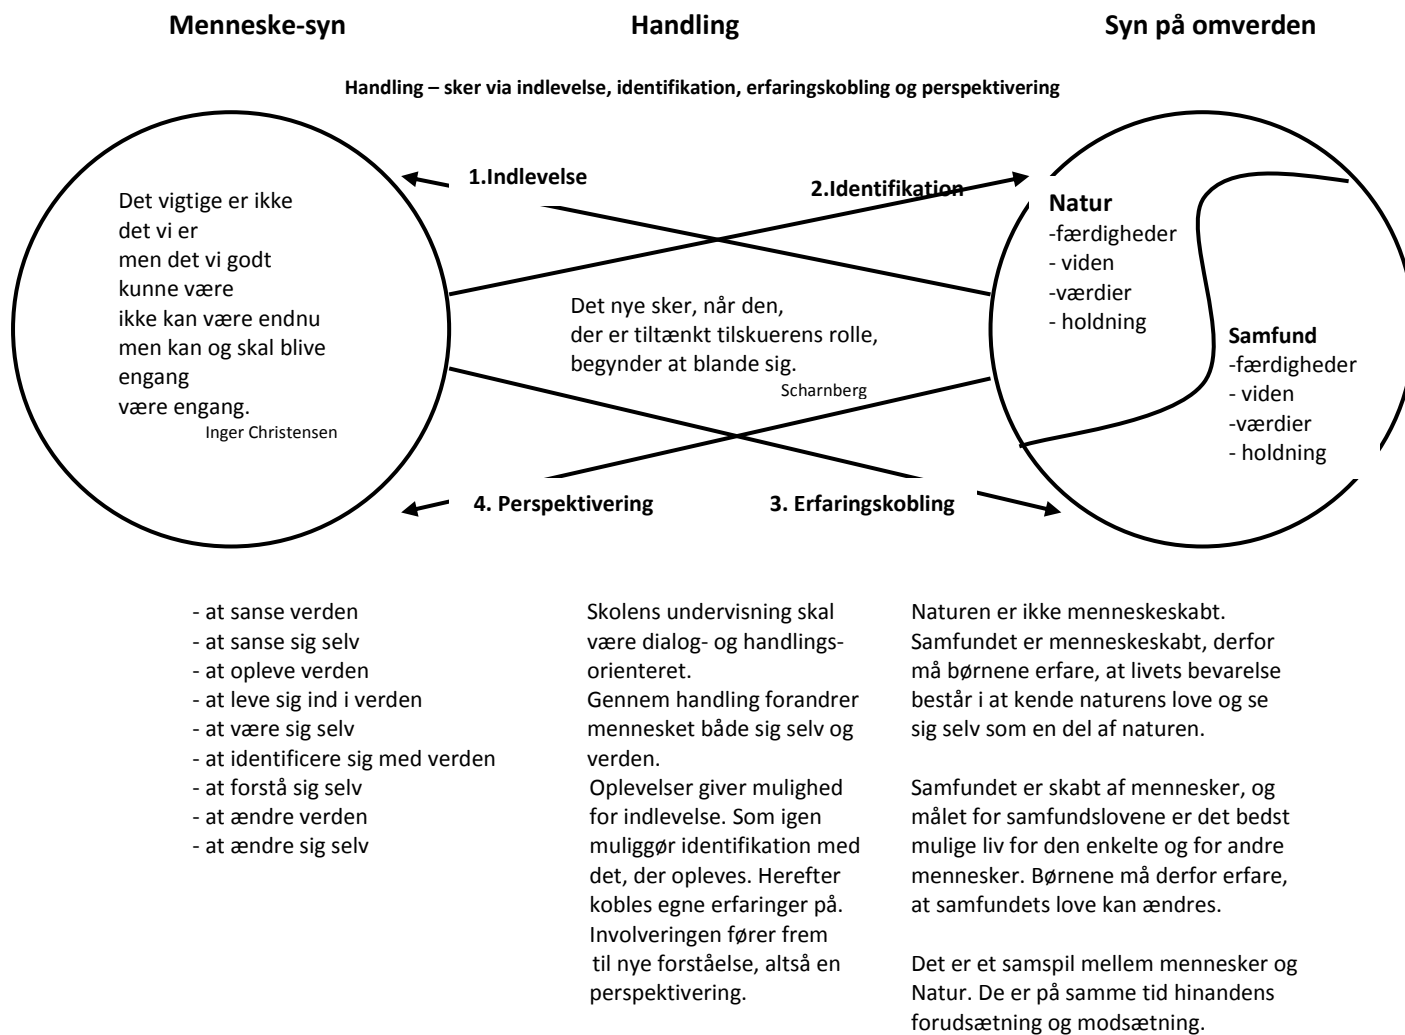 Menneske-syn
Handling
Syn på omverden
Handling – sker via indlevelse, identifikation, erfaringskobling og perspektivering
1.Indlevelse
2.Identifikation
Det vigtige er ikke
det vi er
men det vi godt
kunne være
ikke kan være endnu
men kan og skal blive
engang
være engang.
Inger Christensen
Det nye sker, når den,
der er tiltænkt tilskuerens rolle,
begynder at blande sig.
Scharnberg
Natur
-færdigheder
- viden
-værdier
- holdning
Samfund
-færdigheder
- viden
-værdier
- holdning
4. Perspektivering
3. Erfaringskobling
- at sanse verden
- at sanse sig selv
- at opleve verden
- at leve sig ind i verden
- at være sig selv
- at identificere sig med verden
- at forstå sig selv
- at ændre verden
- at ændre sig selv
Skolens undervisning skal
være dialog- og handlings-
orienteret.
Gennem handling forandrer
mennesket både sig selv og
verden.
Oplevelser giver mulighed
for indlevelse. Som igen
muliggør identifikation med
det, der opleves. Herefter
kobles egne erfaringer på.
Involveringen fører frem
til nye forståelse, altså en
perspektivering.
Naturen er ikke menneskeskabt.
Samfundet er menneskeskabt, derfor
må børnene erfare, at livets bevarelse
består i at kende naturens love og se
sig selv som en del af naturen.
Samfundet er skabt af mennesker, og
målet for samfundslovene er det bedst
mulige liv for den enkelte og for andre
mennesker. Børnene må derfor erfare,
at samfundets love kan ændres.
Det er et samspil mellem mennesker og
Natur. De er på samme tid hinandens
forudsætning og modsætning.